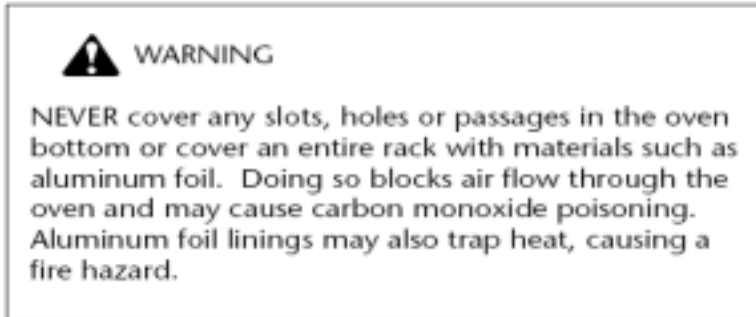 WARNING
NEVER cover any slots, holes or passages in the oven
bottom or cover an entire rack with materials such as
aluminum foil.  Doing so blocks air flow through the
oven and may cause carbon monoxide poisoning.
Aluminum foil linings may also trap heat, causing a
fire hazard.